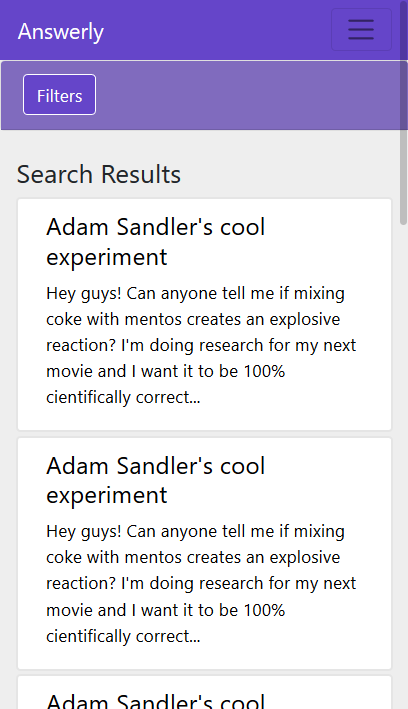 Answerly
Filters
Search Results
Adam Sandler's cool
experiment
Hey guys! Can anyone tell me if mixing
coke with mentos creates an explosive
reaction? I'm doing research for my next
movie and I want it to be 100%
cientifically correct...
Adam Sandler's cool
experiment
Hey guys! Can anyone tell me if mixing
coke with mentos creates an explosive
reaction? I'm doing research for my next
movie and I want it to be 100%
cientifically correct...
Adam Sandler's cool